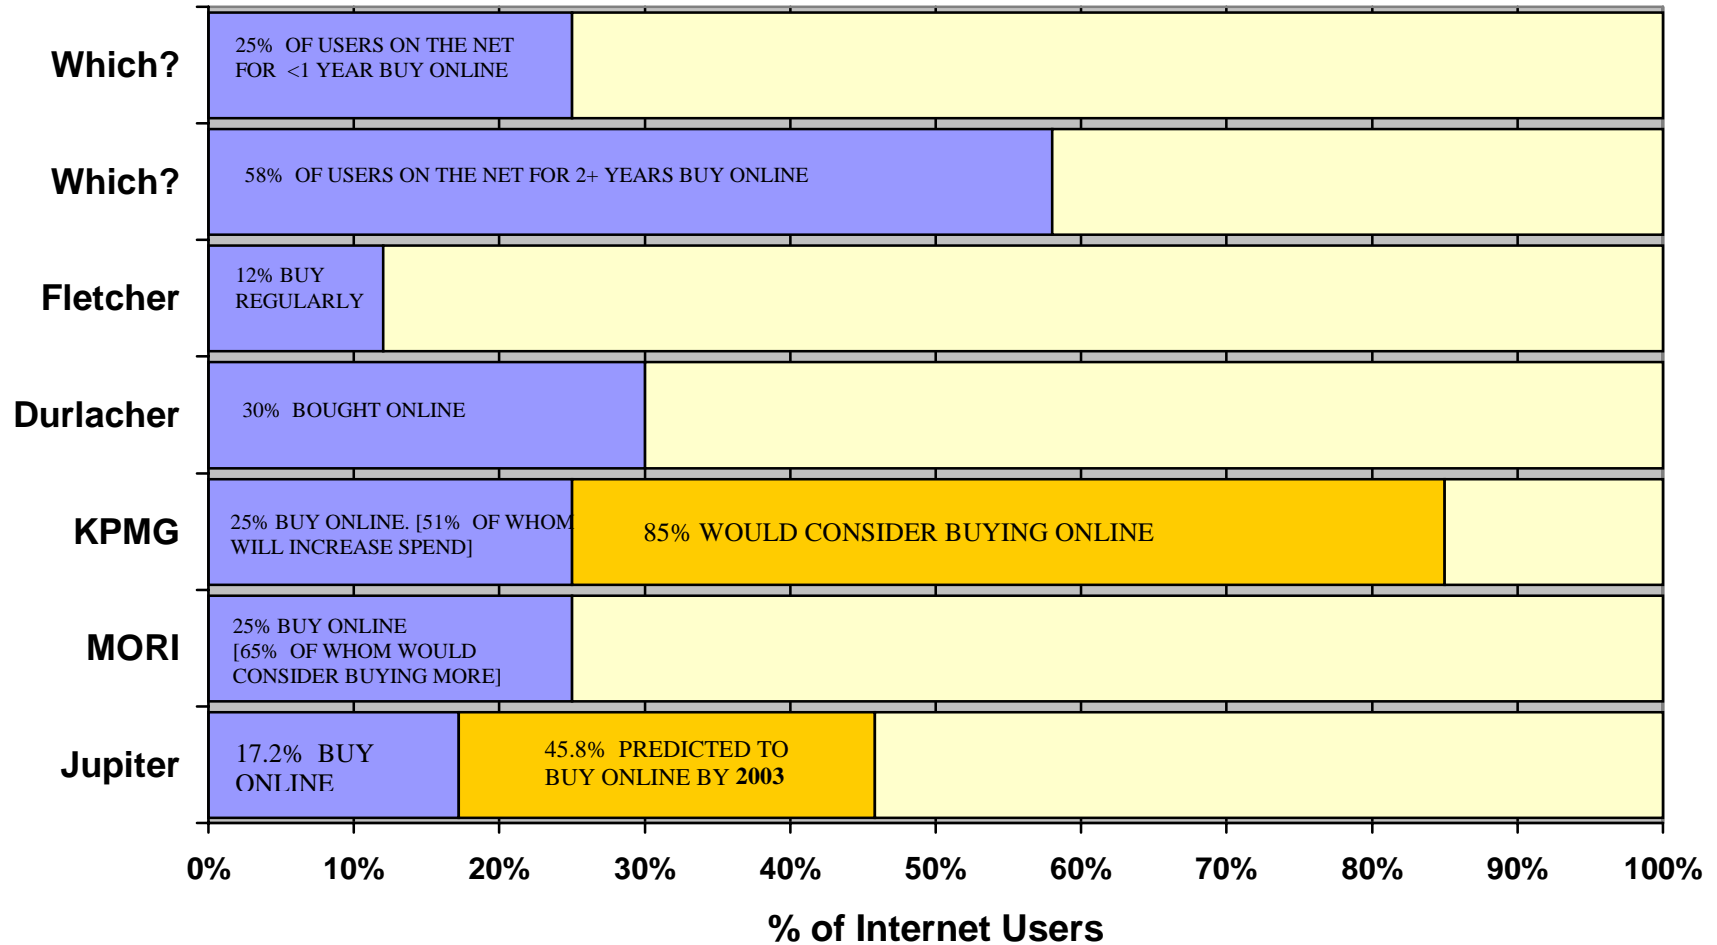 Which?
25% OF USERS ON THE NET
FOR <1 YEAR BUY ONLINE
Which?
58% OF USERS ON THE NET FOR 2+ YEARS BUY ONLINE
Fletcher
12% BUY
REGULARLY
Durlacher
30% BOUGHT ONLINE
KPMG
25% BUY ONLINE. [51% OF WHOM
WILL INCREASE SPEND]
85% WOULD CONSIDER BUYING ONLINE
MORI
25% BUY ONLINE
[65% OF WHOM WOULD
CONSIDER BUYING MORE]
Jupiter
17.2% BUY
ONLINE
45.8% PREDICTED TO
BUY ONLINE BY 2003
0% 10% 20% 30% 40% 50% 60% 70% 80% 90% 100%
% of Internet Users